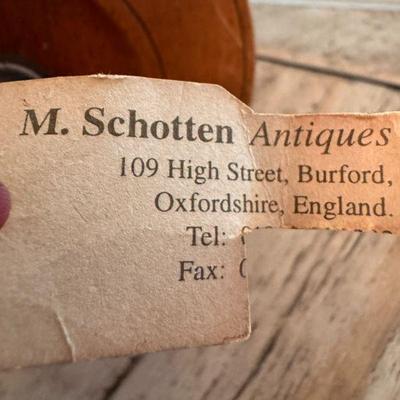 M. Schotten Antiques
109 High Street, Burford,
Oxfordshire, England.
Tel:
Fax: